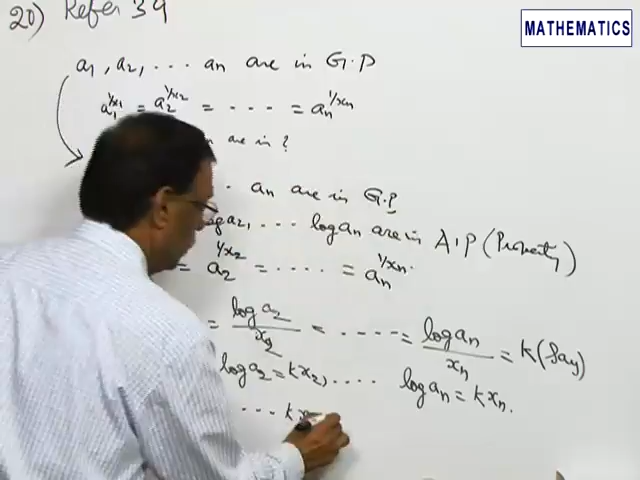 MATHEMATICS
20) Refer 39
a₁, a₂, ... aₙ are in G.P
a₁^(1/x₁) = a₂^(1/x₂) = .... = aₙ^(1/xₙ)
are in ?
aₙ are in G.P
log a₂, ... log aₙ are in A.P (Property)
= a₂^(1/x₂) = .... = aₙ^(1/xₙ).
= log a₂ / x₂ = ..... = log aₙ / xₙ = k (Say)
log a₂ = kx₂, .... log aₙ = kxₙ.
... kx